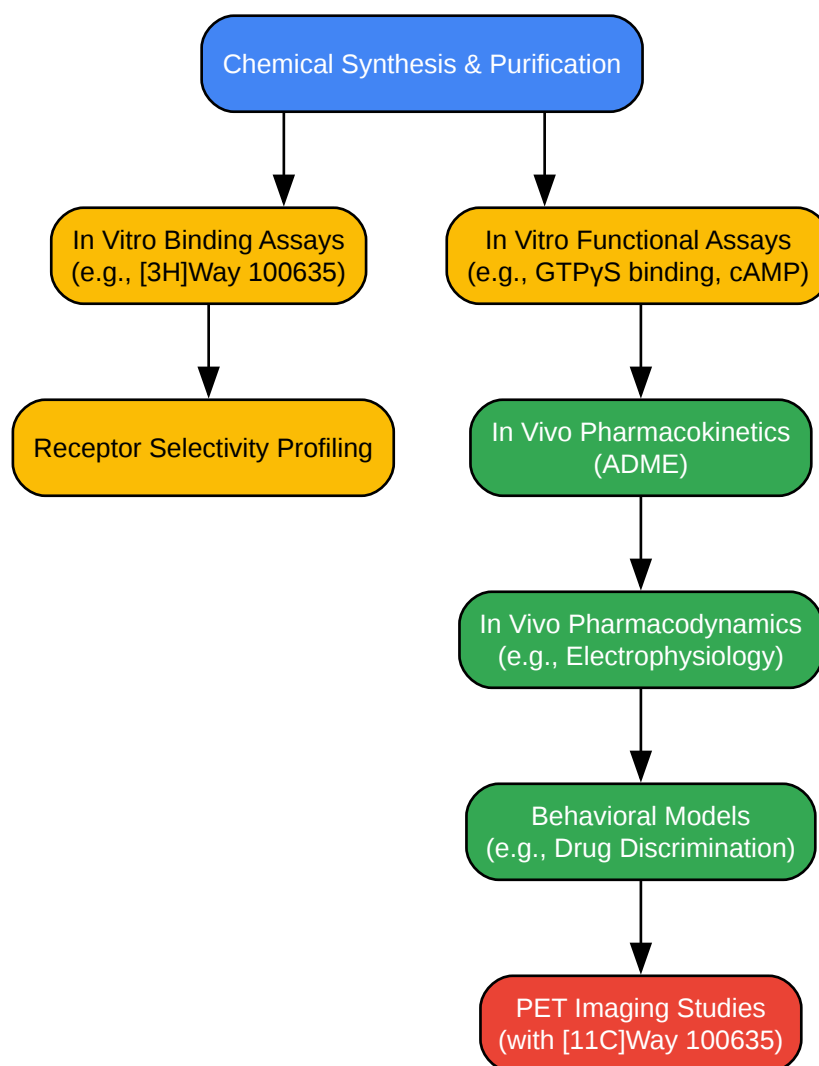 Chemical Synthesis & Purification
In Vitro Binding Assays
(e.g., [3H]Way 100635)
In Vitro Functional Assays
(e.g., GTPγS binding, cAMP)
Receptor Selectivity Profiling
In Vivo Pharmacokinetics
(ADME)
In Vivo Pharmacodynamics
(e.g., Electrophysiology)
Behavioral Models
(e.g., Drug Discrimination)
PET Imaging Studies
(with [11C]Way 100635)